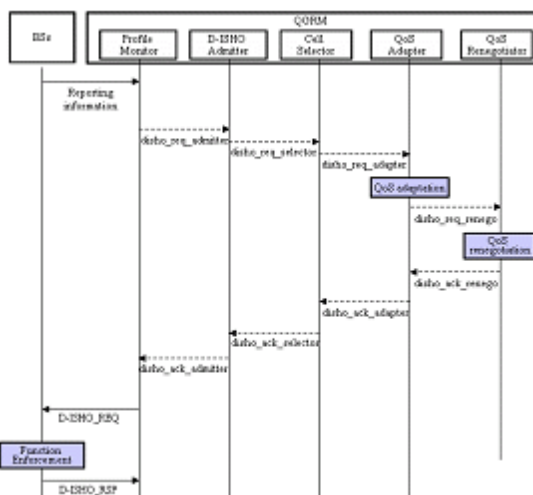 QORM
BSs
Profile
Monitor
D-ISHO
Admitter
Cell
Selector
QoS
Adapter
QoS
Renegotiator
Reporting
information
disho_req_admitter
disho_req_selector
disho_req_adapter
QoS adaptation
disho_req_renego
QoS
renegotiation
disho_ack_renego
disho_ack_adapter
disho_ack_selector
disho_ack_admitter
D-ISHO_REQ
Function
Enforcement
D-ISHO_RSP